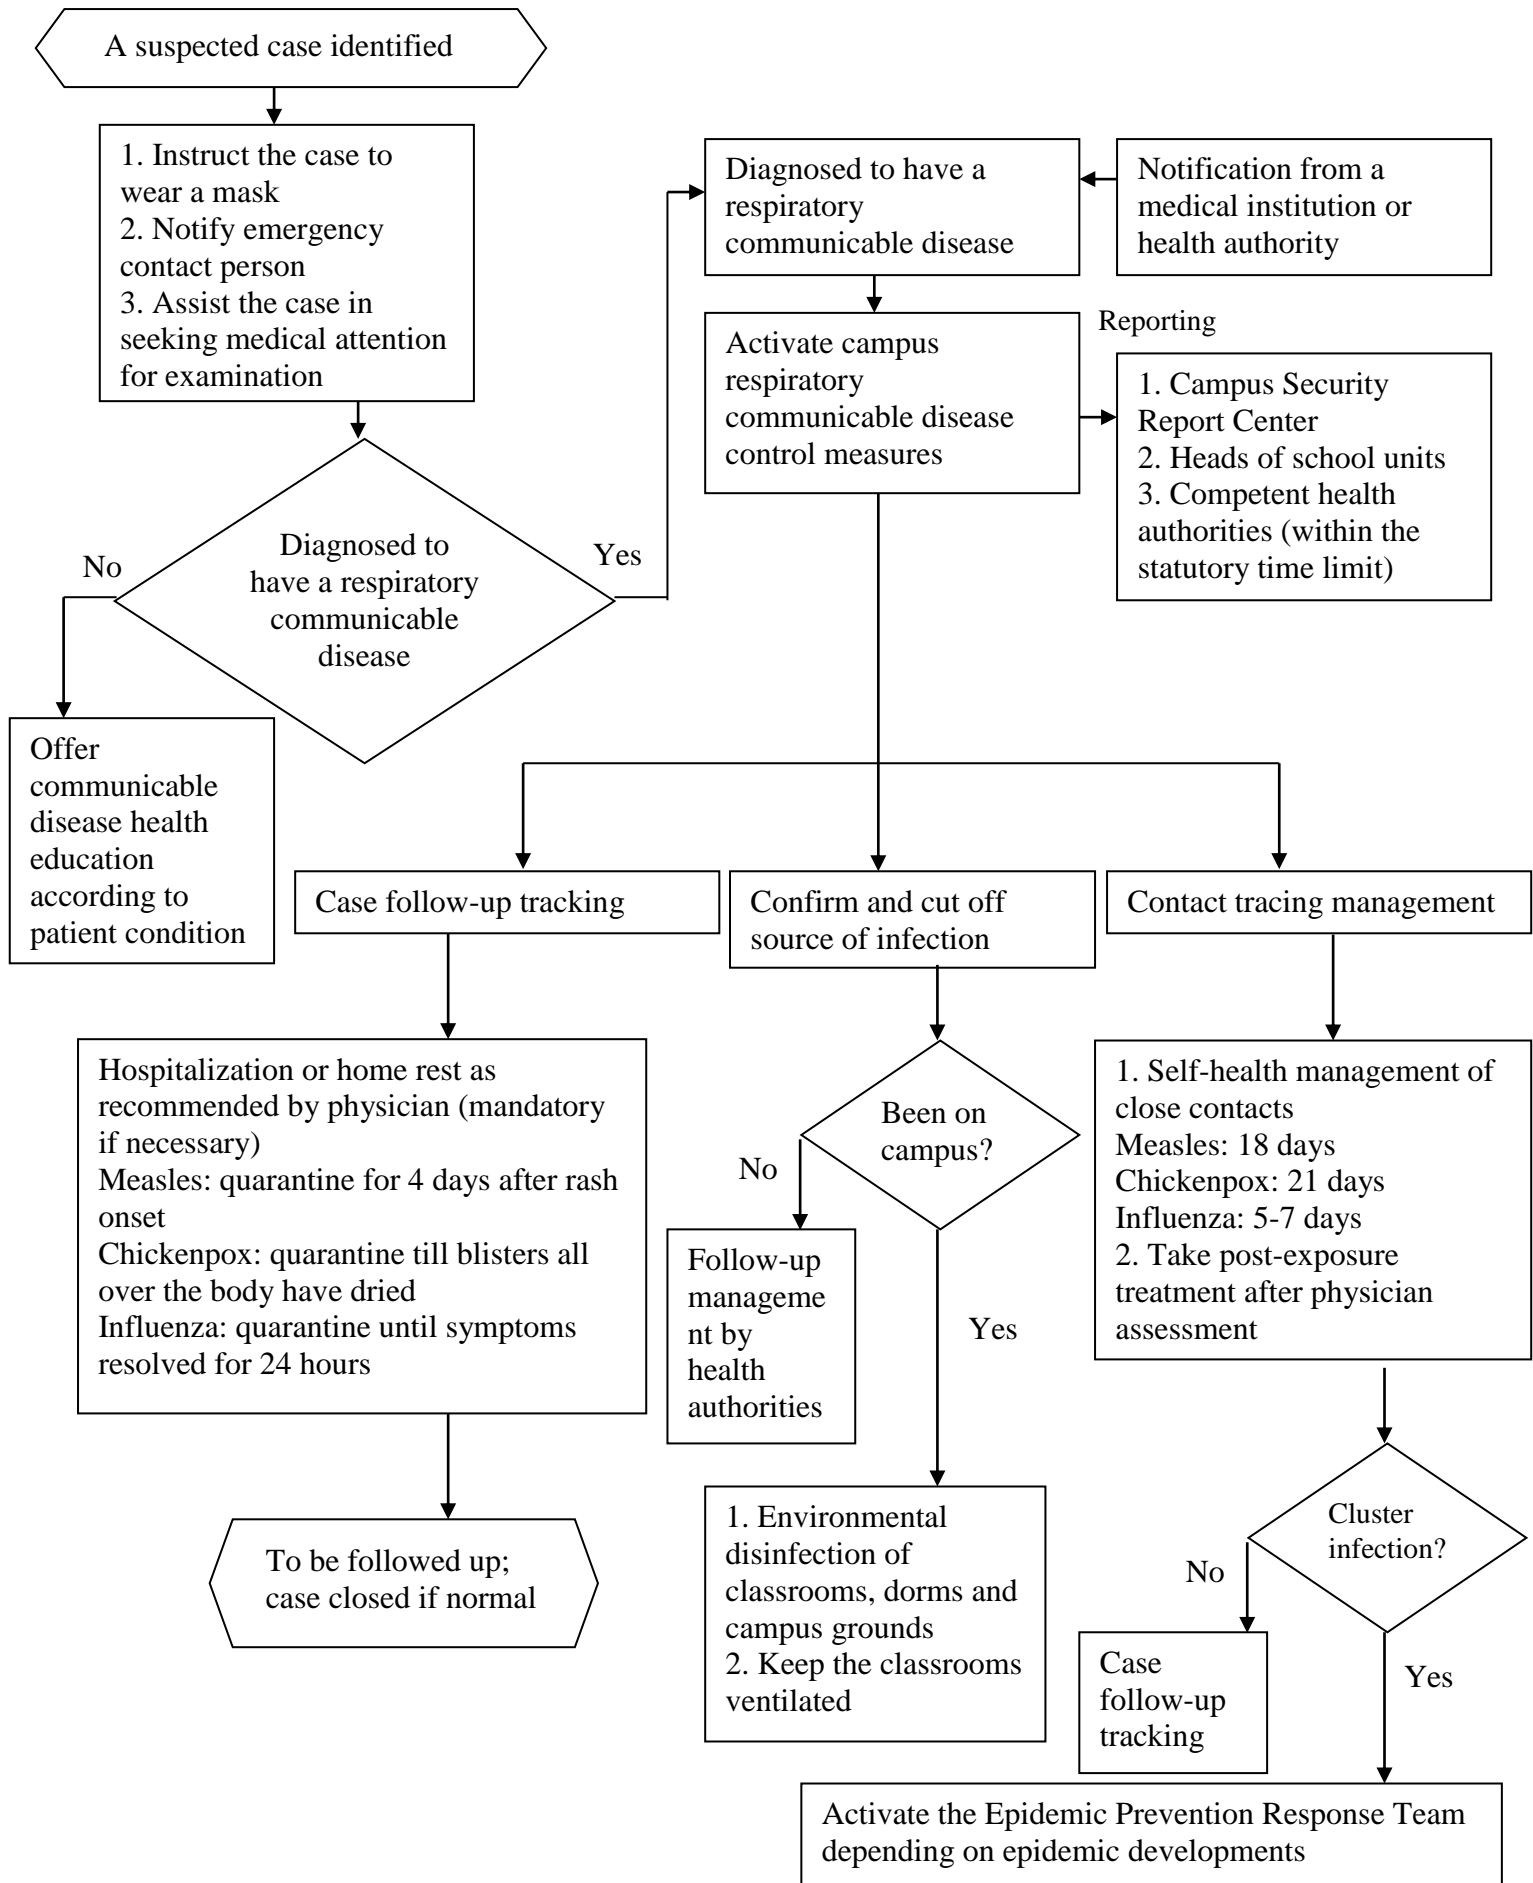 A suspected case identified
1. Instruct the case to
wear a mask
2. Notify emergency
contact person
3. Assist the case in
seeking medical attention
for examination
Diagnosed to have a
respiratory
communicable disease
Notification from a
medical institution or
health authority
Activate campus
respiratory
communicable disease
control measures
Reporting
1. Campus Security
Report Center
2. Heads of school units
3. Competent health
authorities (within the
statutory time limit)
Diagnosed to
have a respiratory
communicable
disease
No
Yes
Offer
communicable
disease health
education
according to
patient condition
Case follow-up tracking
Confirm and cut off
source of infection
Contact tracing management
Hospitalization or home rest as
recommended by physician (mandatory
if necessary)
Measles: quarantine for 4 days after rash
onset
Chickenpox: quarantine till blisters all
over the body have dried
Influenza: quarantine until symptoms
resolved for 24 hours
To be followed up;
case closed if normal
Been on
campus?
No
Yes
Follow-up
manageme
nt by
health
authorities
1. Environmental
disinfection of
classrooms, dorms and
campus grounds
2. Keep the classrooms
ventilated
1. Self-health management of
close contacts
Measles: 18 days
Chickenpox: 21 days
Influenza: 5-7 days
2. Take post-exposure
treatment after physician
assessment
Cluster
infection?
No
Yes
Case
follow-up
tracking
Activate the Epidemic Prevention Response Team
depending on epidemic developments